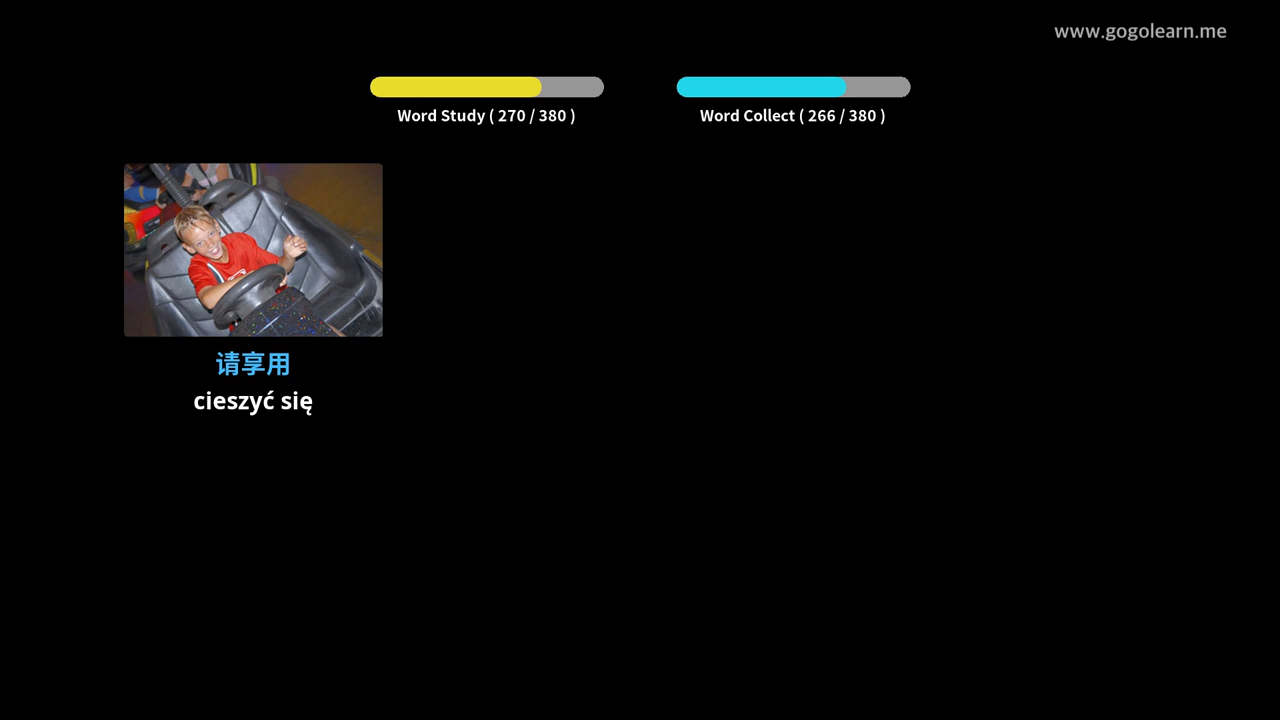 www.gogolearn.me
Word Study ( 270 / 380 )
Word Collect ( 266 / 380 )
请享用
cieszyć się